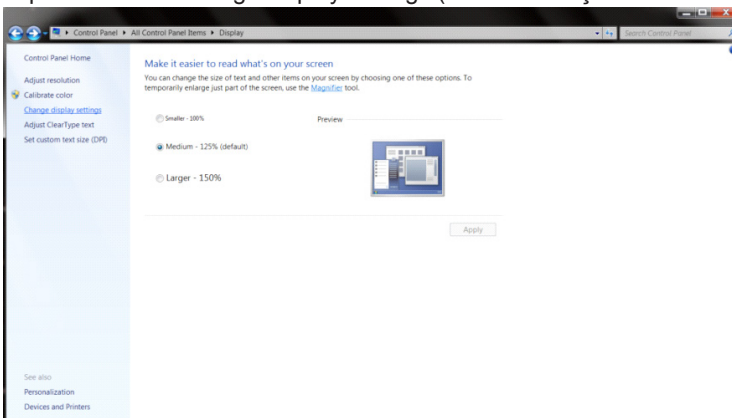 Control Panel ▸ All Control Panel Items ▸ Display
Search Control Panel
Control Panel Home
Adjust resolution
Calibrate color
Change display settings
Adjust ClearType text
Set custom text size (DPI)
See also
Personalization
Devices and Printers
Make it easier to read what's on your screen
You can change the size of text and other items on your screen by choosing one of these options. To
temporarily enlarge just part of the screen, use the Magnifier tool.
Smaller - 100%
Preview
Medium - 125% (default)
Larger - 150%
Apply